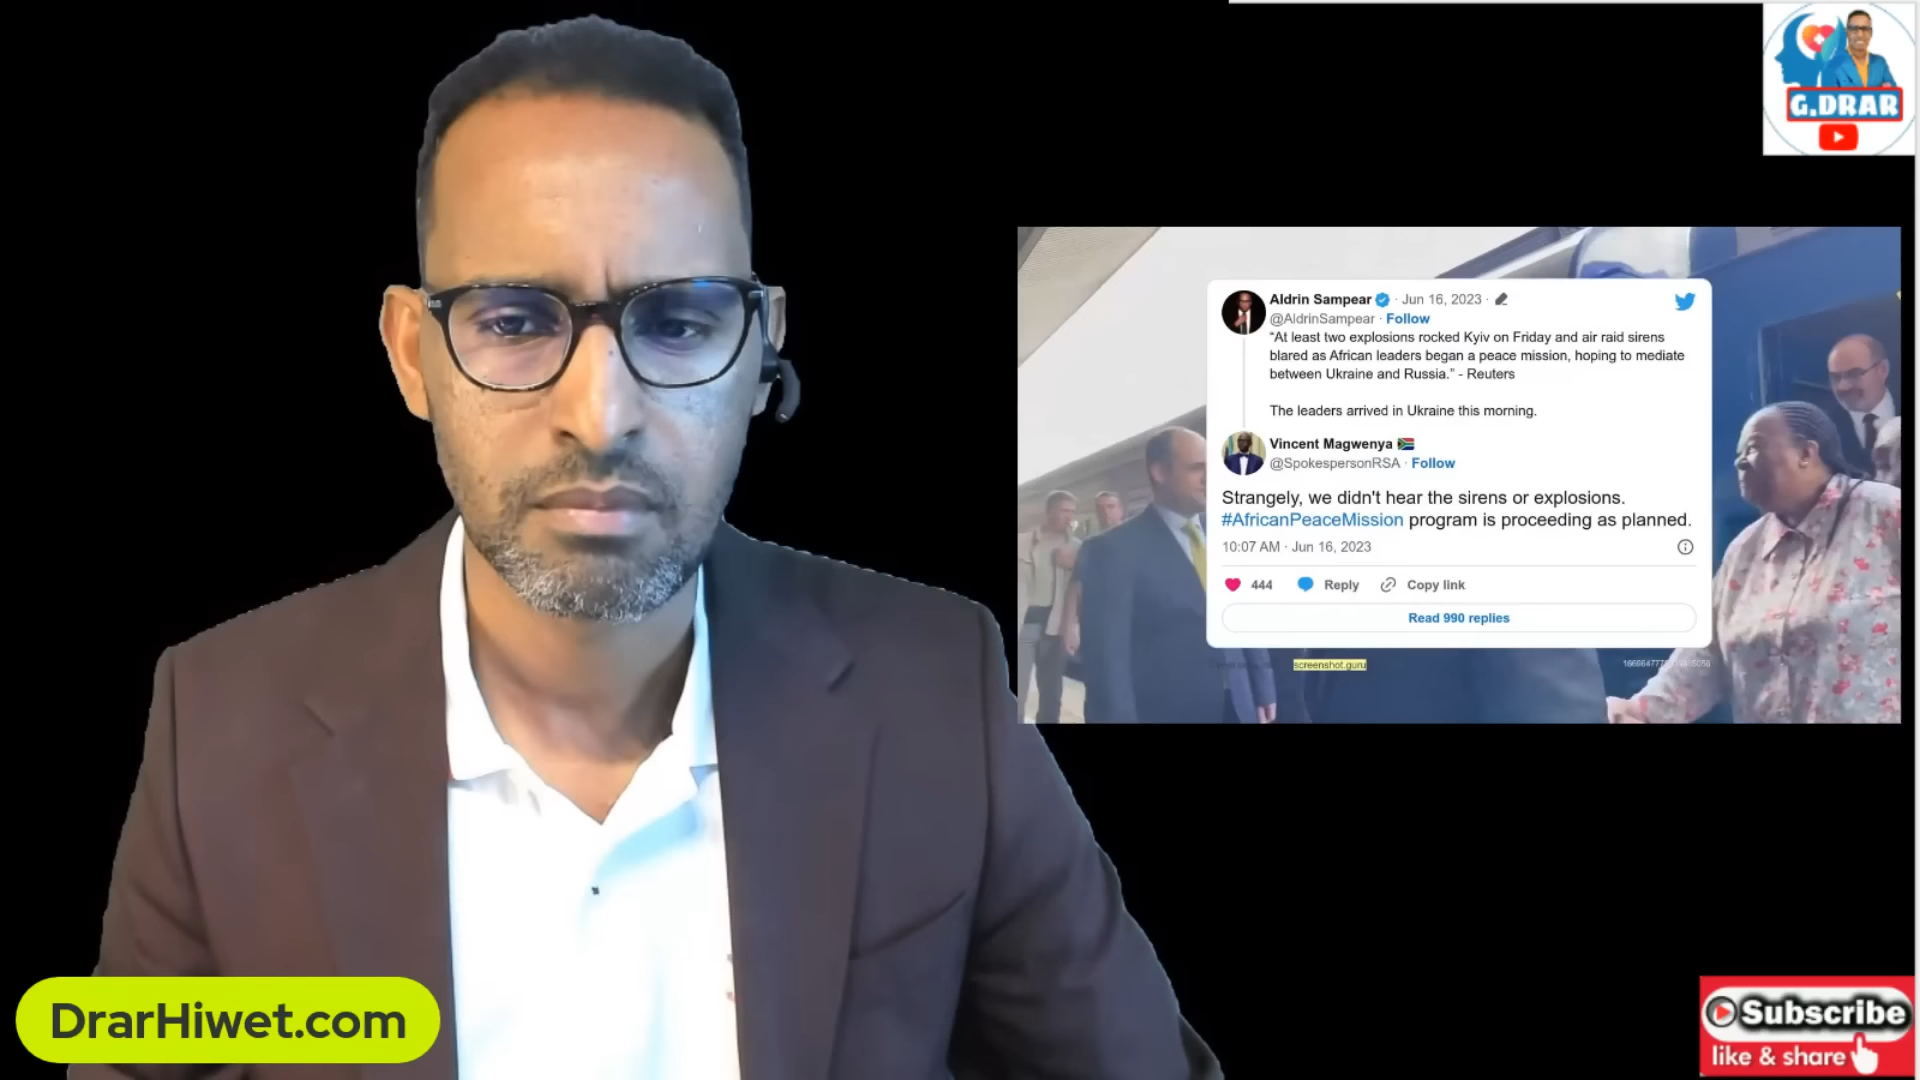 G.DRAR
Aldrin Sampear · Jun 16, 2023 ·
@AldrinSampear · Follow
“At least two explosions rocked Kyiv on Friday and air raid sirens
blared as African leaders began a peace mission, hoping to mediate
between Ukraine and Russia.” - Reuters
The leaders arrived in Ukraine this morning.
Vincent Magwenya 🇿🇦
@SpokespersonRSA · Follow
Strangely, we didn't hear the sirens or explosions.
#AfricanPeaceMission program is proceeding as planned.
10:07 AM · Jun 16, 2023
444 Reply Copy link
Read 990 replies
screenshot.guru
DrarHiwet.com
Subscribe
like & share